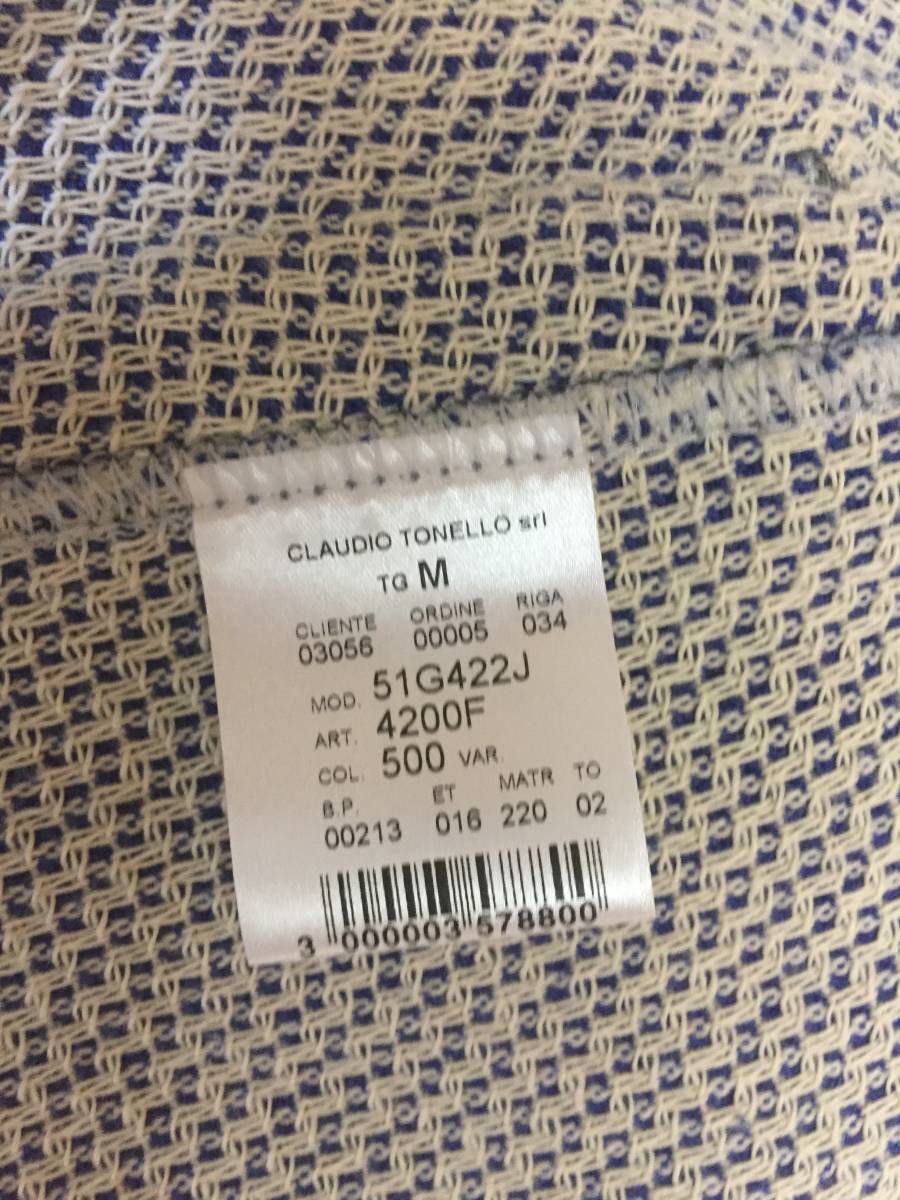 CLAUDIO TONELLO srl
TG M
CLIENTE ORDINE RIGA
03056 00005 034
MOD. 51G422J
ART. 4200F
COL. 500 VAR.
B.P. ET MATR TO
00213 016 220 02
3 000003 578800